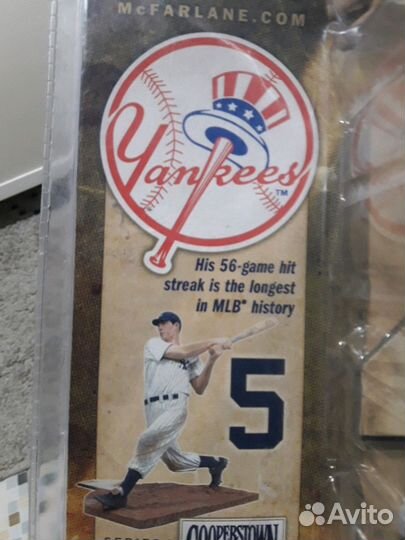 McFARLANE.COM
Yankees
TM
His 56-game hit
streak is the longest
in MLB® history
5
COOPERSTOWN
Avito